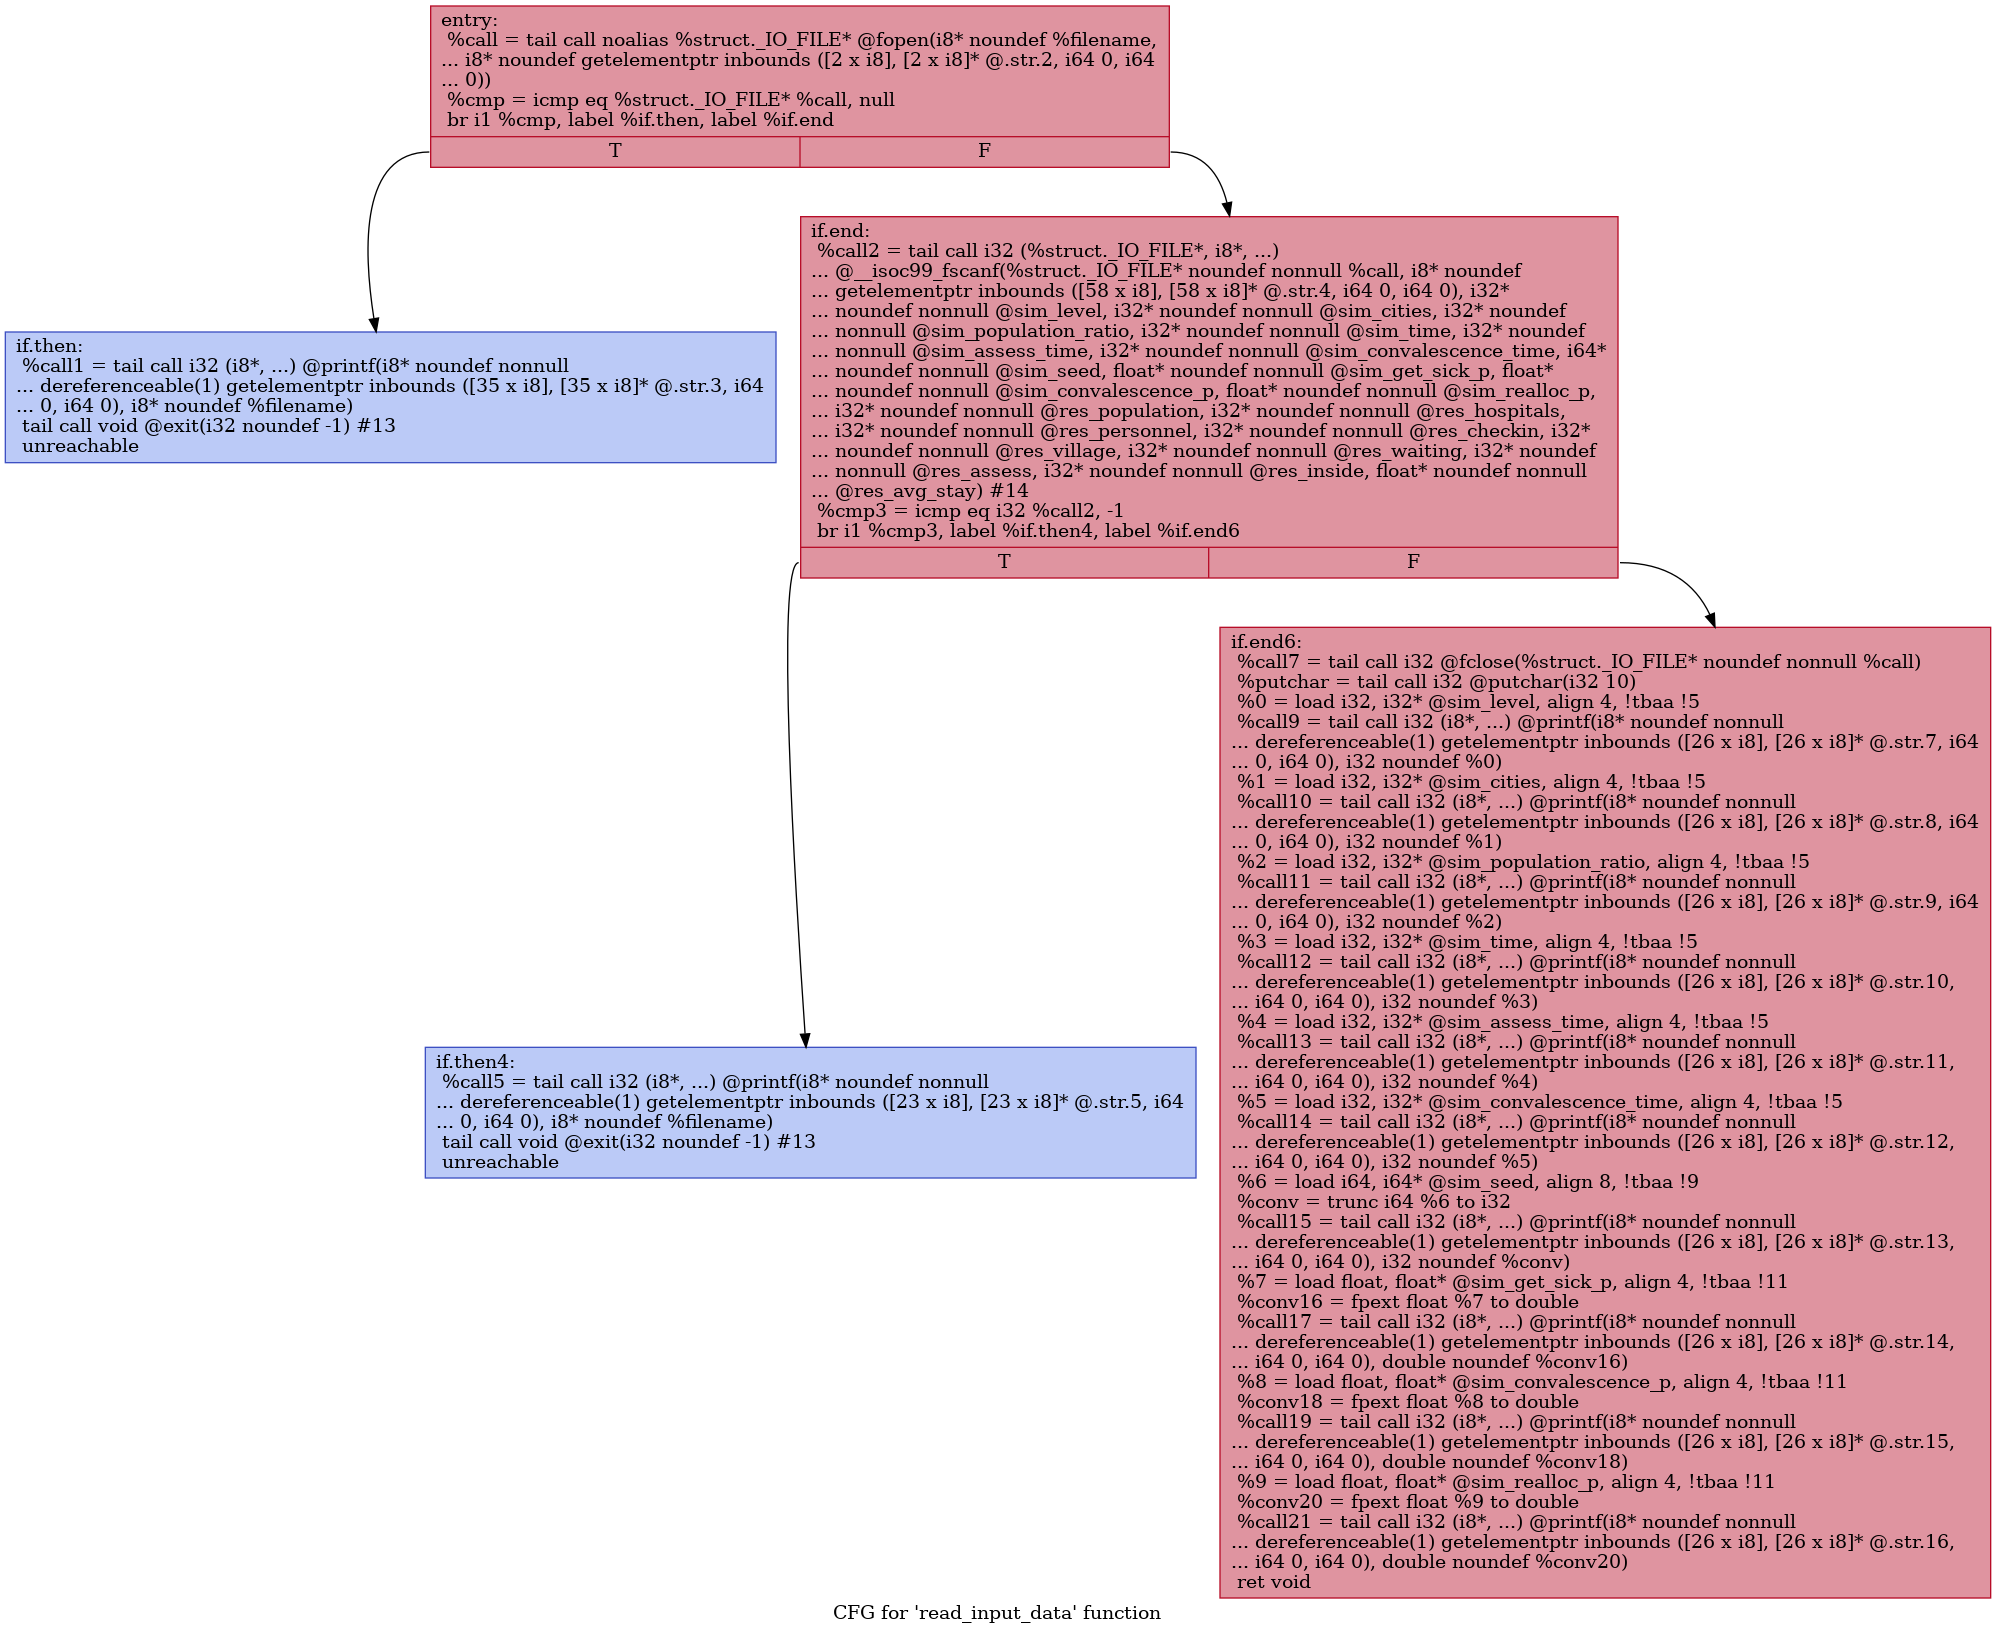 entry:
%call = tail call noalias %struct._IO_FILE* @fopen(i8* noundef %filename,
... i8* noundef getelementptr inbounds ([2 x i8], [2 x i8]* @.str.2, i64 0, i64
... 0))
%cmp = icmp eq %struct._IO_FILE* %call, null
br i1 %cmp, label %if.then, label %if.end
T
F
if.end:
%call2 = tail call i32 (%struct._IO_FILE*, i8*, ...)
... @__isoc99_fscanf(%struct._IO_FILE* noundef nonnull %call, i8* noundef
... getelementptr inbounds ([58 x i8], [58 x i8]* @.str.4, i64 0, i64 0), i32*
... noundef nonnull @sim_level, i32* noundef nonnull @sim_cities, i32* noundef
... nonnull @sim_population_ratio, i32* noundef nonnull @sim_time, i32* noundef
... nonnull @sim_assess_time, i32* noundef nonnull @sim_convalescence_time, i64*
... noundef nonnull @sim_seed, float* noundef nonnull @sim_get_sick_p, float*
... noundef nonnull @sim_convalescence_p, float* noundef nonnull @sim_realloc_p,
... i32* noundef nonnull @res_population, i32* noundef nonnull @res_hospitals,
... i32* noundef nonnull @res_personnel, i32* noundef nonnull @res_checkin, i32*
... noundef nonnull @res_village, i32* noundef nonnull @res_waiting, i32* noundef
... nonnull @res_assess, i32* noundef nonnull @res_inside, float* noundef nonnull
... @res_avg_stay) #14
%cmp3 = icmp eq i32 %call2, -1
br i1 %cmp3, label %if.then4, label %if.end6
T
F
if.then:
%call1 = tail call i32 (i8*, ...) @printf(i8* noundef nonnull
... dereferenceable(1) getelementptr inbounds ([35 x i8], [35 x i8]* @.str.3, i64
... 0, i64 0), i8* noundef %filename)
tail call void @exit(i32 noundef -1) #13
unreachable
if.end6:
%call7 = tail call i32 @fclose(%struct._IO_FILE* noundef nonnull %call)
%putchar = tail call i32 @putchar(i32 10)
%0 = load i32, i32* @sim_level, align 4, !tbaa !5
%call9 = tail call i32 (i8*, ...) @printf(i8* noundef nonnull
... dereferenceable(1) getelementptr inbounds ([26 x i8], [26 x i8]* @.str.7, i64
... 0, i64 0), i32 noundef %0)
%1 = load i32, i32* @sim_cities, align 4, !tbaa !5
%call10 = tail call i32 (i8*, ...) @printf(i8* noundef nonnull
... dereferenceable(1) getelementptr inbounds ([26 x i8], [26 x i8]* @.str.8, i64
... 0, i64 0), i32 noundef %1)
%2 = load i32, i32* @sim_population_ratio, align 4, !tbaa !5
%call11 = tail call i32 (i8*, ...) @printf(i8* noundef nonnull
... dereferenceable(1) getelementptr inbounds ([26 x i8], [26 x i8]* @.str.9, i64
... 0, i64 0), i32 noundef %2)
%3 = load i32, i32* @sim_time, align 4, !tbaa !5
%call12 = tail call i32 (i8*, ...) @printf(i8* noundef nonnull
... dereferenceable(1) getelementptr inbounds ([26 x i8], [26 x i8]* @.str.10,
... i64 0, i64 0), i32 noundef %3)
%4 = load i32, i32* @sim_assess_time, align 4, !tbaa !5
%call13 = tail call i32 (i8*, ...) @printf(i8* noundef nonnull
... dereferenceable(1) getelementptr inbounds ([26 x i8], [26 x i8]* @.str.11,
... i64 0, i64 0), i32 noundef %4)
%5 = load i32, i32* @sim_convalescence_time, align 4, !tbaa !5
%call14 = tail call i32 (i8*, ...) @printf(i8* noundef nonnull
... dereferenceable(1) getelementptr inbounds ([26 x i8], [26 x i8]* @.str.12,
... i64 0, i64 0), i32 noundef %5)
%6 = load i64, i64* @sim_seed, align 8, !tbaa !9
%conv = trunc i64 %6 to i32
%call15 = tail call i32 (i8*, ...) @printf(i8* noundef nonnull
... dereferenceable(1) getelementptr inbounds ([26 x i8], [26 x i8]* @.str.13,
... i64 0, i64 0), i32 noundef %conv)
%7 = load float, float* @sim_get_sick_p, align 4, !tbaa !11
%conv16 = fpext float %7 to double
%call17 = tail call i32 (i8*, ...) @printf(i8* noundef nonnull
... dereferenceable(1) getelementptr inbounds ([26 x i8], [26 x i8]* @.str.14,
... i64 0, i64 0), double noundef %conv16)
%8 = load float, float* @sim_convalescence_p, align 4, !tbaa !11
%conv18 = fpext float %8 to double
%call19 = tail call i32 (i8*, ...) @printf(i8* noundef nonnull
... dereferenceable(1) getelementptr inbounds ([26 x i8], [26 x i8]* @.str.15,
... i64 0, i64 0), double noundef %conv18)
%9 = load float, float* @sim_realloc_p, align 4, !tbaa !11
%conv20 = fpext float %9 to double
%call21 = tail call i32 (i8*, ...) @printf(i8* noundef nonnull
... dereferenceable(1) getelementptr inbounds ([26 x i8], [26 x i8]* @.str.16,
... i64 0, i64 0), double noundef %conv20)
ret void
if.then4:
%call5 = tail call i32 (i8*, ...) @printf(i8* noundef nonnull
... dereferenceable(1) getelementptr inbounds ([23 x i8], [23 x i8]* @.str.5, i64
... 0, i64 0), i8* noundef %filename)
tail call void @exit(i32 noundef -1) #13
unreachable
CFG for 'read_input_data' function